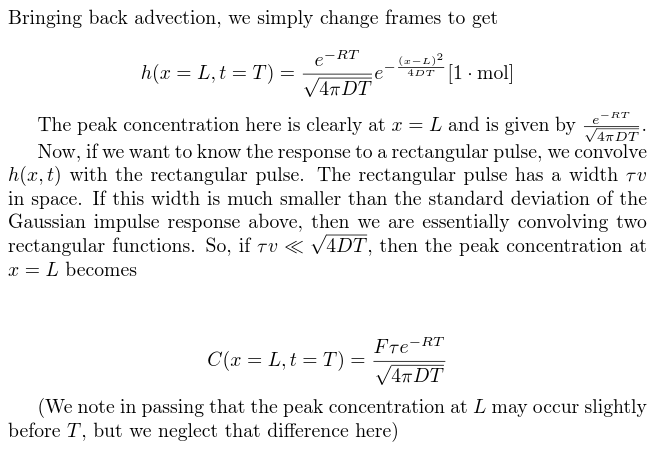 Bringing back advection, we simply change frames to get
h(x = L, t = T) = \frac{e^{-RT}}{\sqrt{4\pi DT}} e^{-\frac{(x-L)^2}{4DT}} [1 · mol]
The peak concentration here is clearly at x = L and is given by \frac{e^{-RT}}{\sqrt{4\pi DT}}.
Now, if we want to know the response to a rectangular pulse, we convolve
h(x, t) with the rectangular pulse. The rectangular pulse has a width τv
in space. If this width is much smaller than the standard deviation of the
Gaussian impulse response above, then we are essentially convolving two
rectangular functions. So, if τv ≪ \sqrt{4DT}, then the peak concentration at
x = L becomes
C(x = L, t = T) = \frac{Fτe^{-RT}}{\sqrt{4\pi DT}}
(We note in passing that the peak concentration at L may occur slightly
before T, but we neglect that difference here)